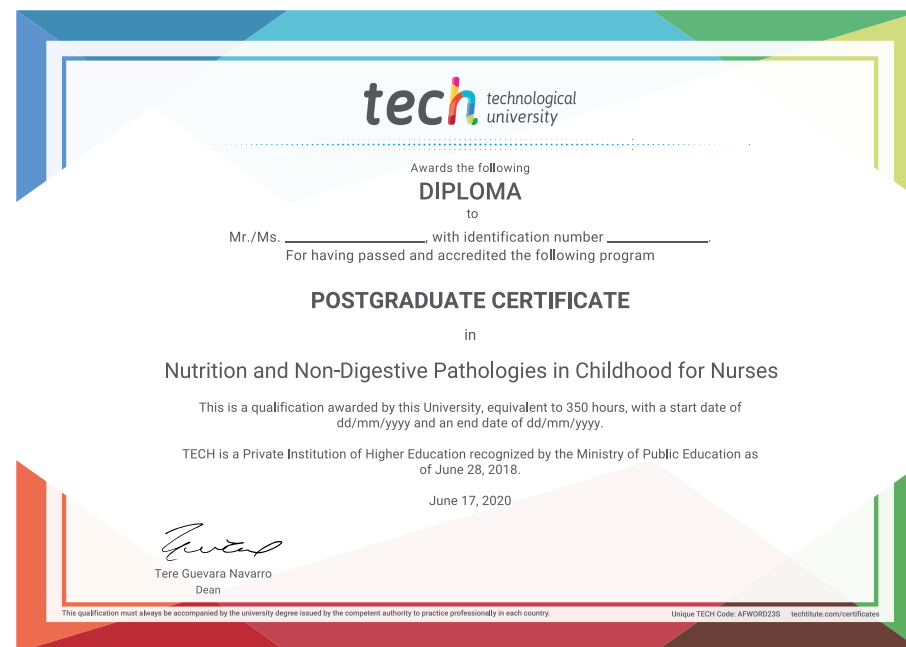 tech technological
university
Awards the following
DIPLOMA
to
Mr./Ms. ____________, with identification number ____________.
For having passed and accredited the following program
POSTGRADUATE CERTIFICATE
in
Nutrition and Non-Digestive Pathologies in Childhood for Nurses
This is a qualification awarded by this University, equivalent to 350 hours, with a start date of
dd/mm/yyyy and an end date of dd/mm/yyyy.
TECH is a Private Institution of Higher Education recognized by the Ministry of Public Education as
of June 28, 2018.
June 17, 2020
Tere Guevara Navarro
Dean
This qualification must always be accompanied by the university degree issued by the competent authority to practice professionally in each country.
Unique TECH Code: AFWORD23S techtitute.com/certificates